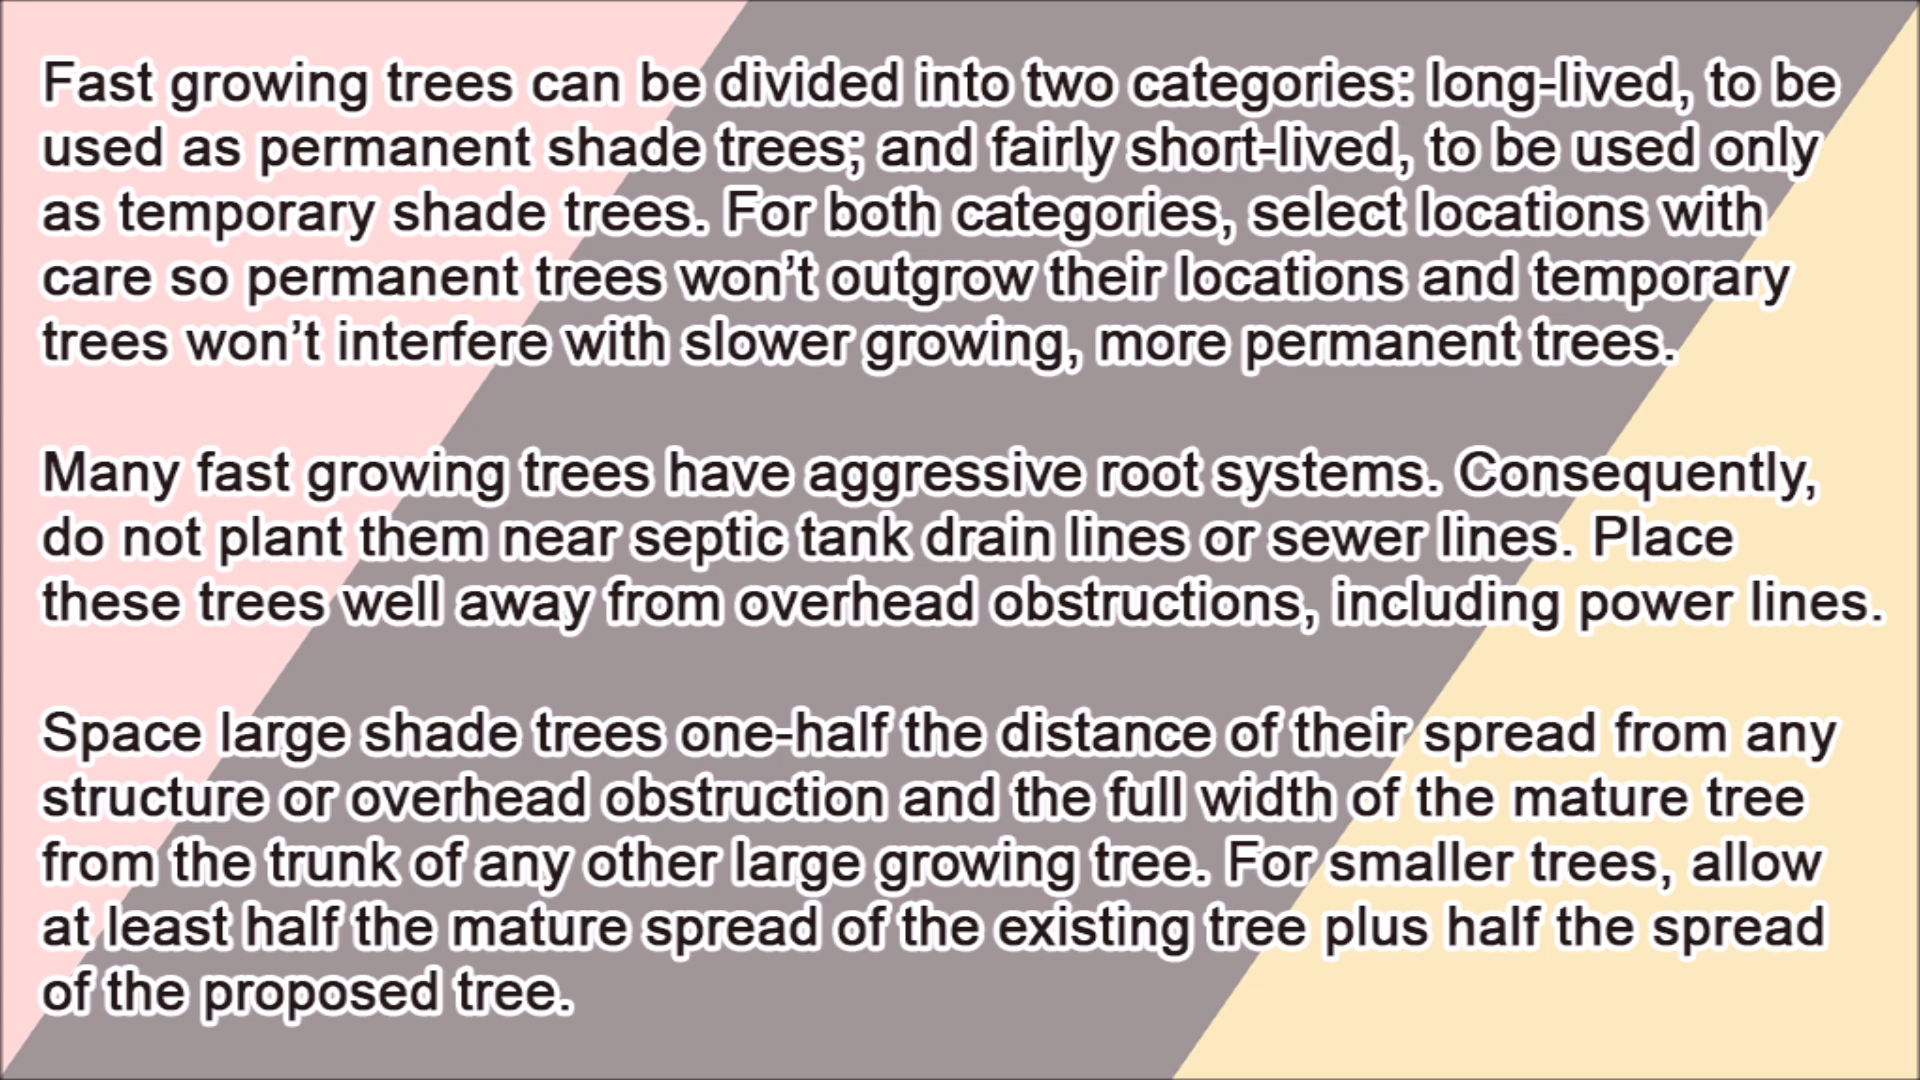 Fast growing trees can be divided into two categories: long-lived, to be
used as permanent shade trees; and fairly short-lived, to be used only
as temporary shade trees. For both categories, select locations with
care so permanent trees won’t outgrow their locations and temporary
trees won’t interfere with slower growing, more permanent trees.
Many fast growing trees have aggressive root systems. Consequently,
do not plant them near septic tank drain lines or sewer lines. Place
these trees well away from overhead obstructions, including power lines.
Space large shade trees one-half the distance of their spread from any
structure or overhead obstruction and the full width of the mature tree
from the trunk of any other large growing tree. For smaller trees, allow
at least half the mature spread of the existing tree plus half the spread
of the proposed tree.